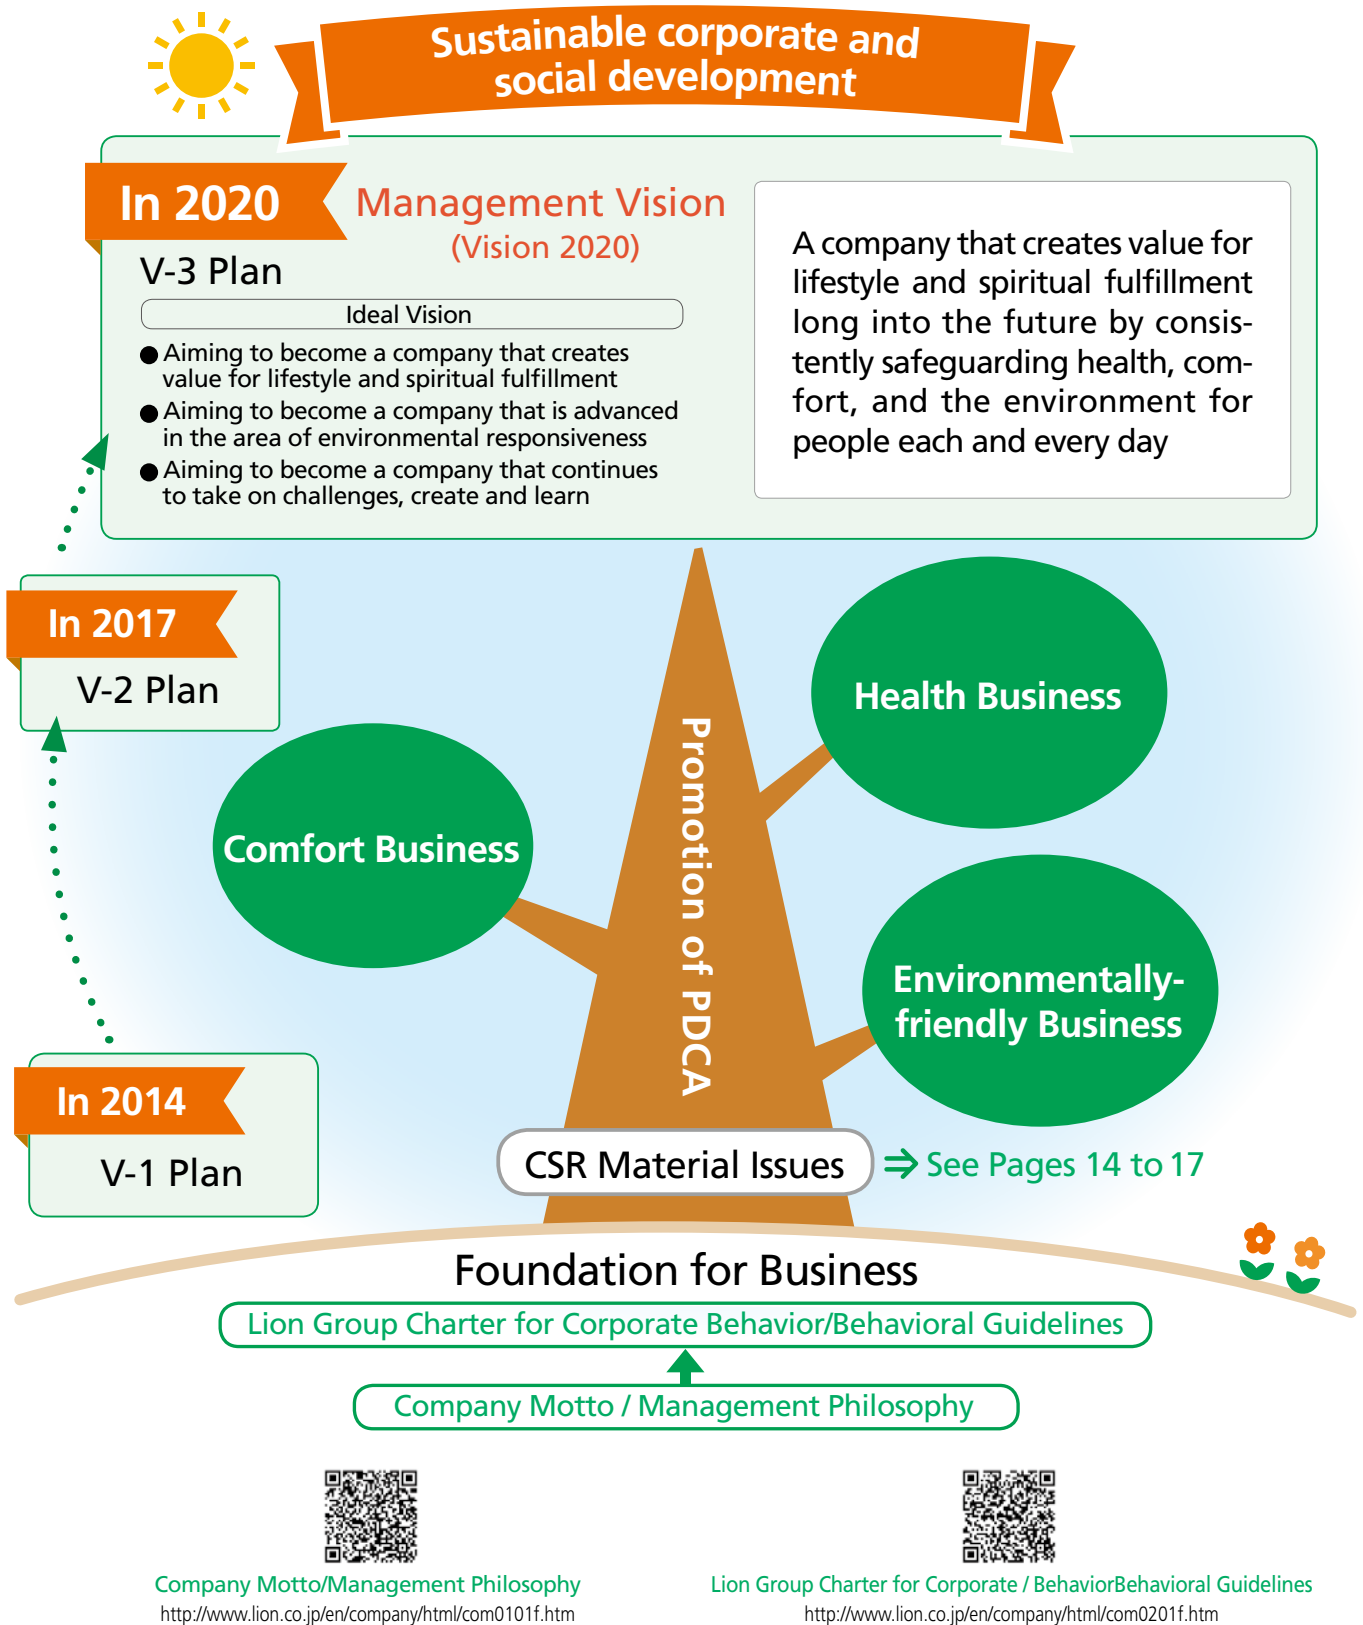 Sustainable corporate and
social development
In 2020
Management Vision
(Vision 2020)
V-3 Plan
Ideal Vision
● Aiming to become a company that creates
value for lifestyle and spiritual fulfillment
● Aiming to become a company that is advanced
in the area of environmental responsiveness
● Aiming to become a company that continues
to take on challenges, create and learn
A company that creates value for
lifestyle and spiritual fulfillment
long into the future by consis-
tently safeguarding health, com-
fort, and the environment for
people each and every day
In 2017
V-2 Plan
Health Business
Comfort Business
Promotion of PDCA
Environmentally-
friendly Business
In 2014
V-1 Plan
CSR Material Issues
⇒ See Pages 14 to 17
Foundation for Business
Lion Group Charter for Corporate Behavior/Behavioral Guidelines
Company Motto / Management Philosophy
Company Motto/Management Philosophy
http://www.lion.co.jp/en/company/html/com0101f.htm
Lion Group Charter for Corporate / BehaviorBehavioral Guidelines
http://www.lion.co.jp/en/company/html/com0201f.htm